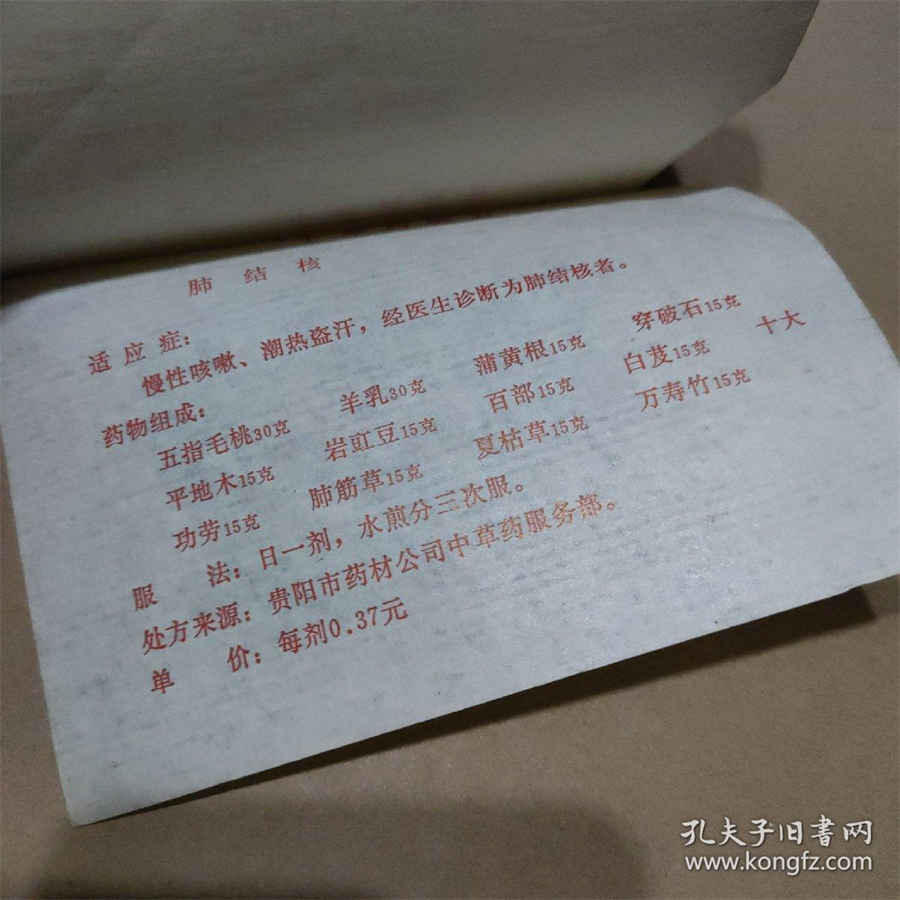 肺结核
适应症：
慢性咳嗽、潮热盗汗，经医生诊断为肺结核者。
药物组成：
五指毛桃30克 羊乳30克 蒲黄根15克 穿破石15克
平地木15克 岩豇豆15克 百部15克 白芨15克 十大
功劳15克 肺筋草15克 夏枯草15克 万寿竹15克
服 法：日一剂，水煎分三次服。
处方来源：贵阳市药材公司中草药服务部。
单 价：每剂0.37元
孔夫子旧書网
www.kongfz.com